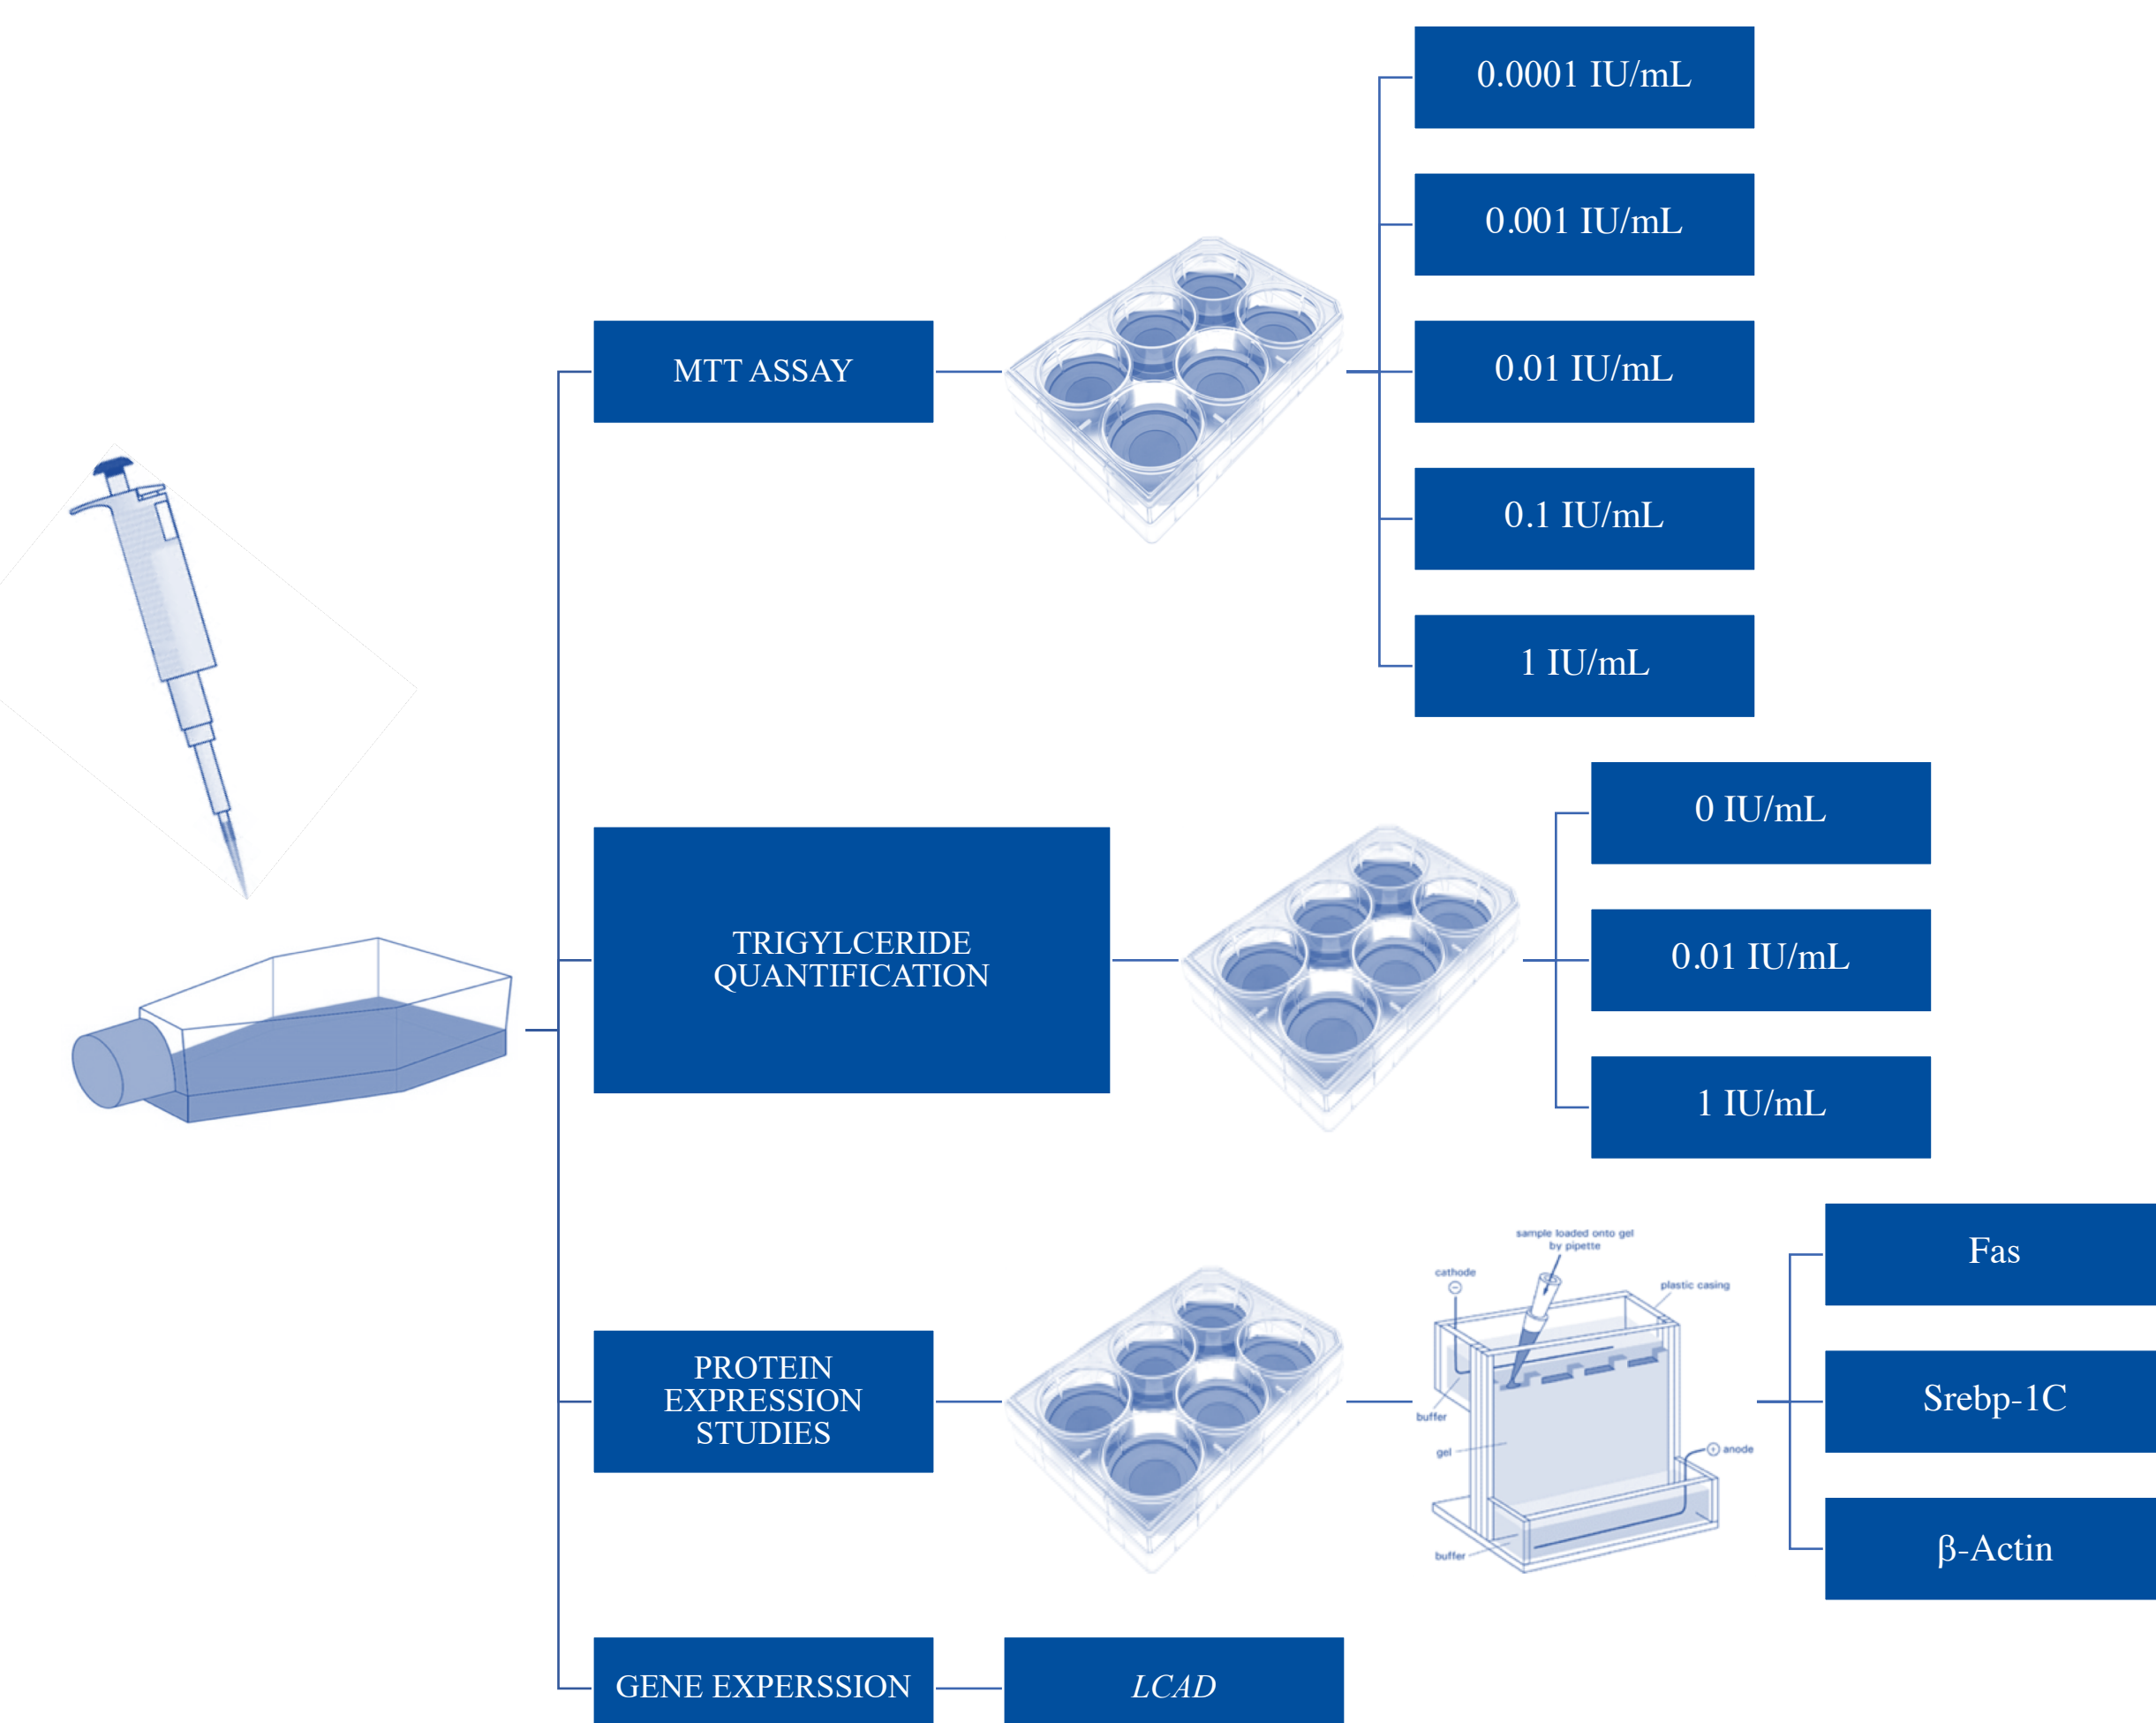 0.0001 IU/mL
0.001 IU/mL
0.01 IU/mL
0.1 IU/mL
1 IU/mL
MTT ASSAY
TRIGYLCERIDE
QUANTIFICATION
0 IU/mL
0.01 IU/mL
1 IU/mL
PROTEIN
EXPRESSION
STUDIES
sample loaded onto gel
by pipette
cathode
plastic casing
buffer
gel
anode
buffer
Fas
Srebp-1C
β-Actin
GENE EXPERSSION
LCAD